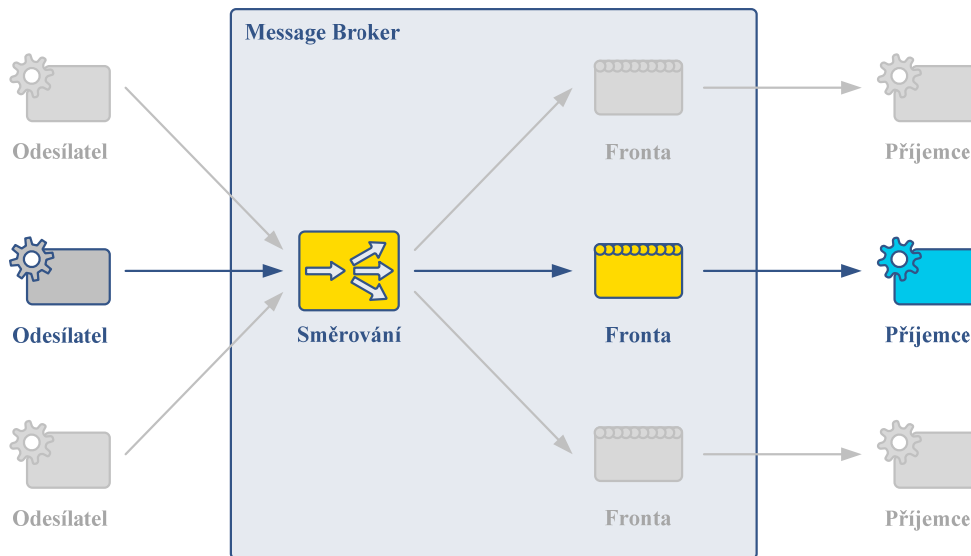 Message Broker
Odesílatel
Fronta
Příjemce
Odesílatel
Směrování
Fronta
Příjemce
Odesílatel
Fronta
Příjemce